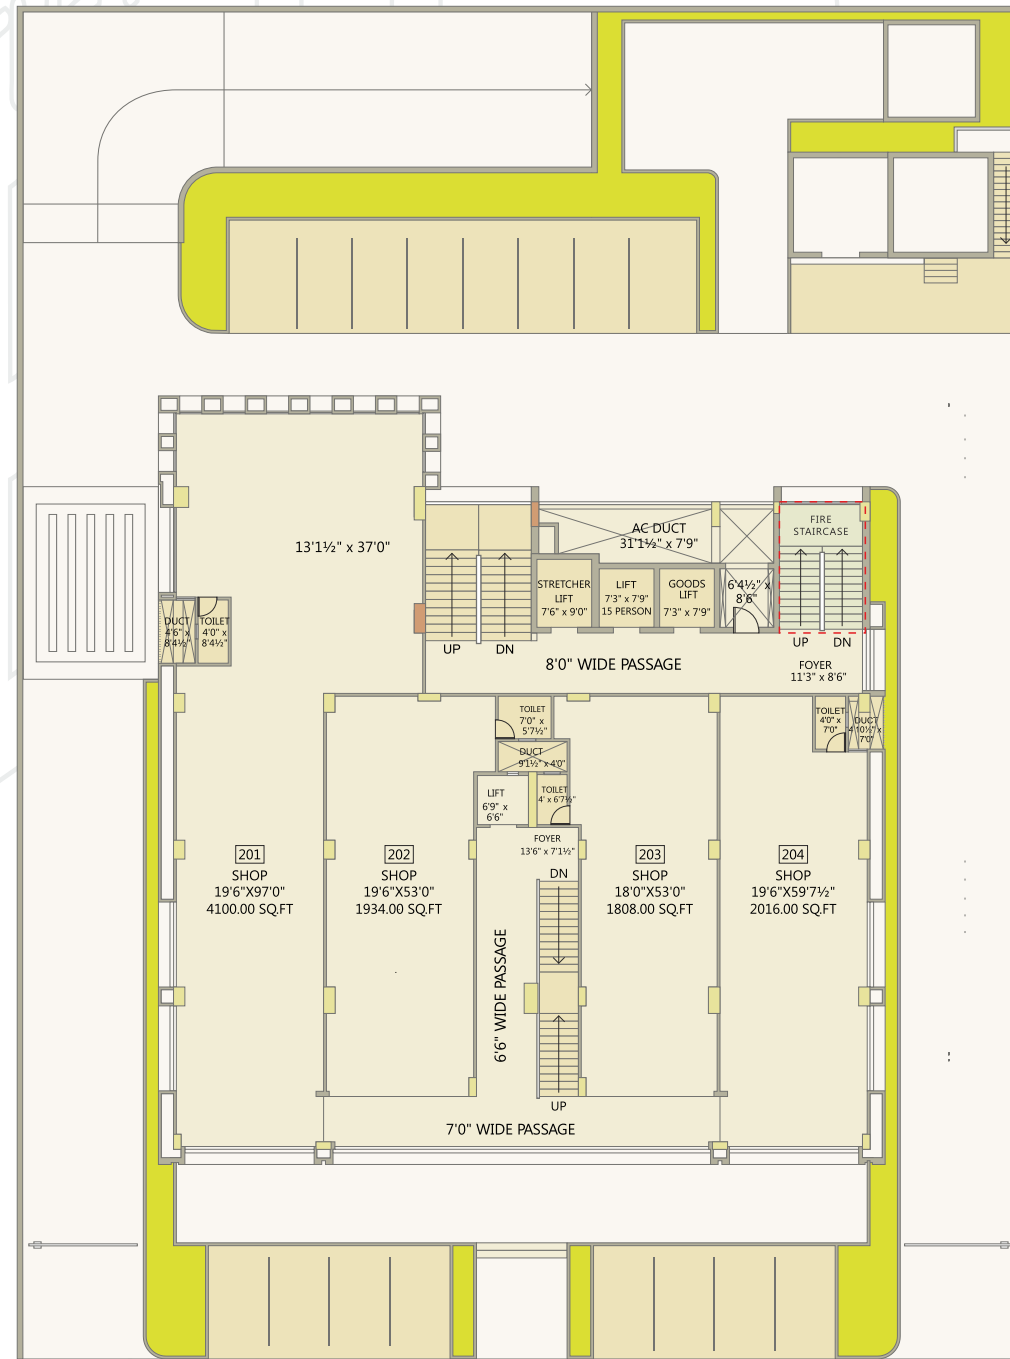 FIRE
STAIRCASE
AC DUCT
31'1½" x 7'9"
13'1½" x 37'0"
STRETCHER
LIFT
7'6" x 9'0"
LIFT
7'3" x 7'9"
15 PERSON
GOODS
LIFT
7'3" x 7'9"
6'4½" x
8'6"
DUCT
4'6" x
8'4½"
TOILET
4'0" x
8'4½"
UP
DN
UP
DN
8'0" WIDE PASSAGE
FOYER
11'3" x 8'6"
TOILET
7'0" x
5'7½"
TOILET
4'0" x
7'0"
DUCT
4'10½" x
7'0"
DUCT
9'1½" x 4'0"
LIFT
6'9" x
6'6"
TOILET
4' x 6'7½"
FOYER
13'6" x 7'1½"
201
SHOP
19'6"X97'0"
4100.00 SQ.FT
202
SHOP
19'6"X53'0"
1934.00 SQ.FT
203
SHOP
18'0"X53'0"
1808.00 SQ.FT
204
SHOP
19'6"X59'7½"
2016.00 SQ.FT
DN
6'6" WIDE PASSAGE
UP
7'0" WIDE PASSAGE